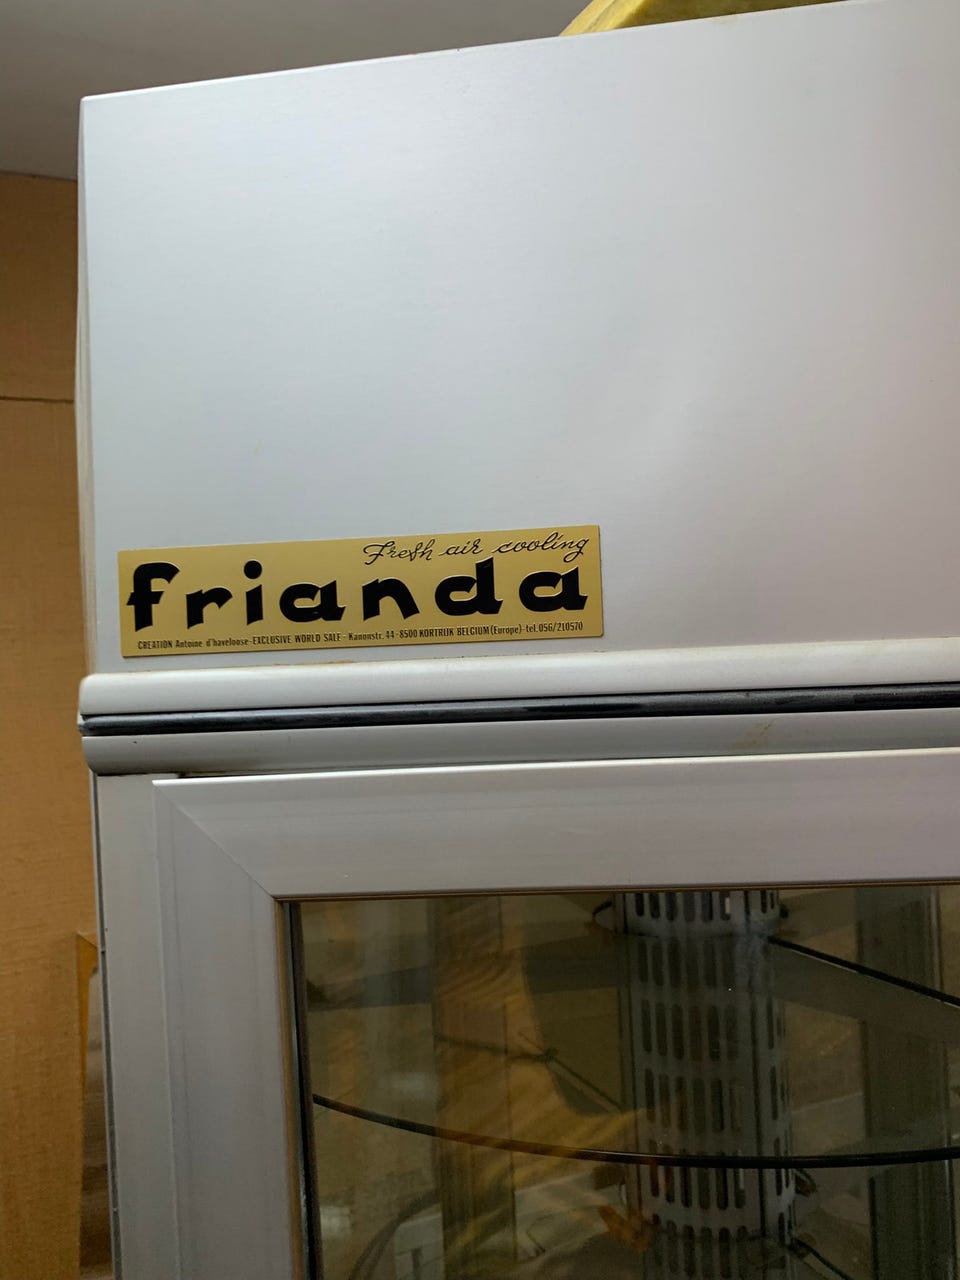 Fresh air cooling
frianda
CREATION Antoine d'haveloose-EXCLUSIVE WORLD SALE - Kanonstr. 44 - 8500 KORTRIJK BELGIUM (Europe)-tel. 056/210570